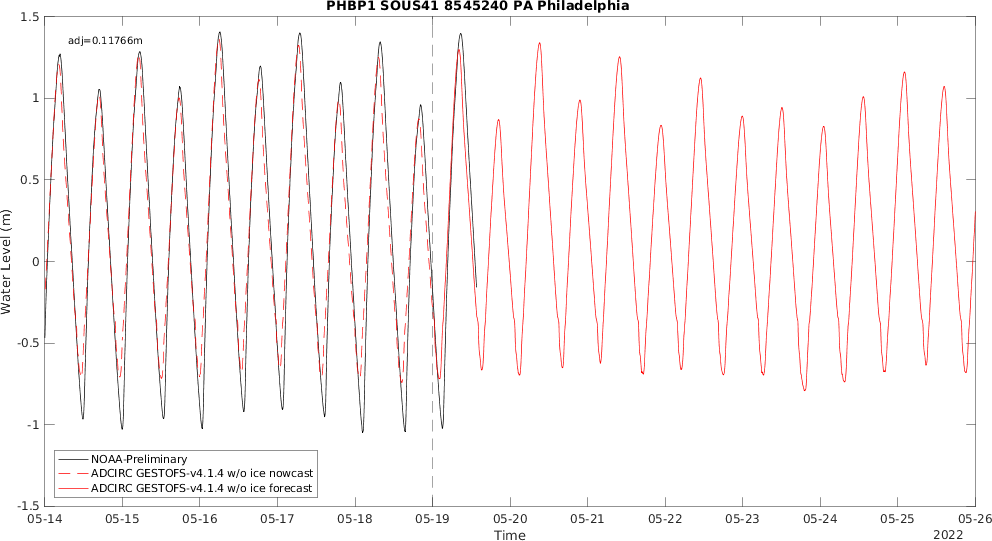 PHBP1 SOUS41 8545240 PA Philadelphia
adj=0.11766m
1.5
1
0.5
0
-0.5
-1
-1.5
Water Level (m)
NOAA-Preliminary
ADCIRC GESTOFS-v4.1.4 w/o ice nowcast
ADCIRC GESTOFS-v4.1.4 w/o ice forecast
05-14 05-15 05-16 05-17 05-18 05-19 05-20 05-21 05-22 05-23 05-24 05-25 05-26
Time
2022